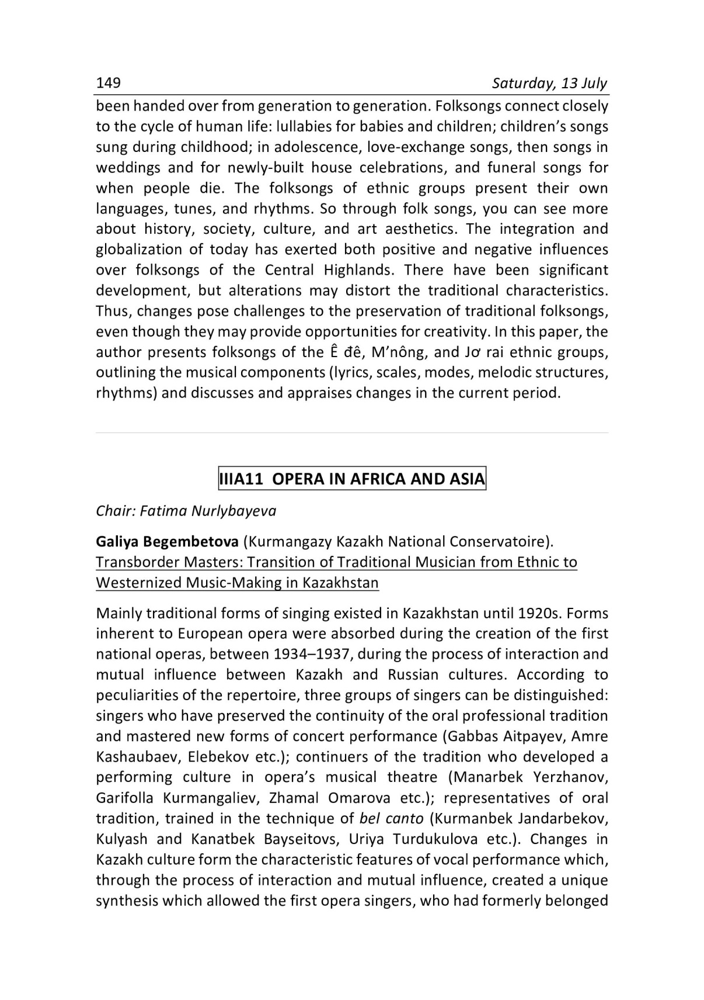 149 Saturday, 13 July
been handed over from generation to generation. Folksongs connect closely
to the cycle of human life: lullabies for babies and children; children’s songs
sung during childhood; in adolescence, love-exchange songs, then songs in
weddings and for newly-built house celebrations, and funeral songs for
when people die. The folksongs of ethnic groups present their own
languages, tunes, and rhythms. So through folk songs, you can see more
about history, society, culture, and art aesthetics. The integration and
globalization of today has exerted both positive and negative influences
over folksongs of the Central Highlands. There have been significant
development, but alterations may distort the traditional characteristics.
Thus, changes pose challenges to the preservation of traditional folksongs,
even though they may provide opportunities for creativity. In this paper, the
author presents folksongs of the Ê đê, M’nông, and Jơ rai ethnic groups,
outlining the musical components (lyrics, scales, modes, melodic structures,
rhythms) and discusses and appraises changes in the current period.
IIIA11 OPERA IN AFRICA AND ASIA
Chair: Fatima Nurlybayeva
Galiya Begembetova (Kurmangazy Kazakh National Conservatoire).
Transborder Masters: Transition of Traditional Musician from Ethnic to
Westernized Music-Making in Kazakhstan
Mainly traditional forms of singing existed in Kazakhstan until 1920s. Forms
inherent to European opera were absorbed during the creation of the first
national operas, between 1934–1937, during the process of interaction and
mutual influence between Kazakh and Russian cultures. According to
peculiarities of the repertoire, three groups of singers can be distinguished:
singers who have preserved the continuity of the oral professional tradition
and mastered new forms of concert performance (Gabbas Aitpayev, Amre
Kashaubaev, Elebekov etc.); continuers of the tradition who developed a
performing culture in opera’s musical theatre (Manarbek Yerzhanov,
Garifolla Kurmangaliev, Zhamal Omarova etc.); representatives of oral
tradition, trained in the technique of bel canto (Kurmanbek Jandarbekov,
Kulyash and Kanatbek Bayseitovs, Uriya Turdukulova etc.). Changes in
Kazakh culture form the characteristic features of vocal performance which,
through the process of interaction and mutual influence, created a unique
synthesis which allowed the first opera singers, who had formerly belonged